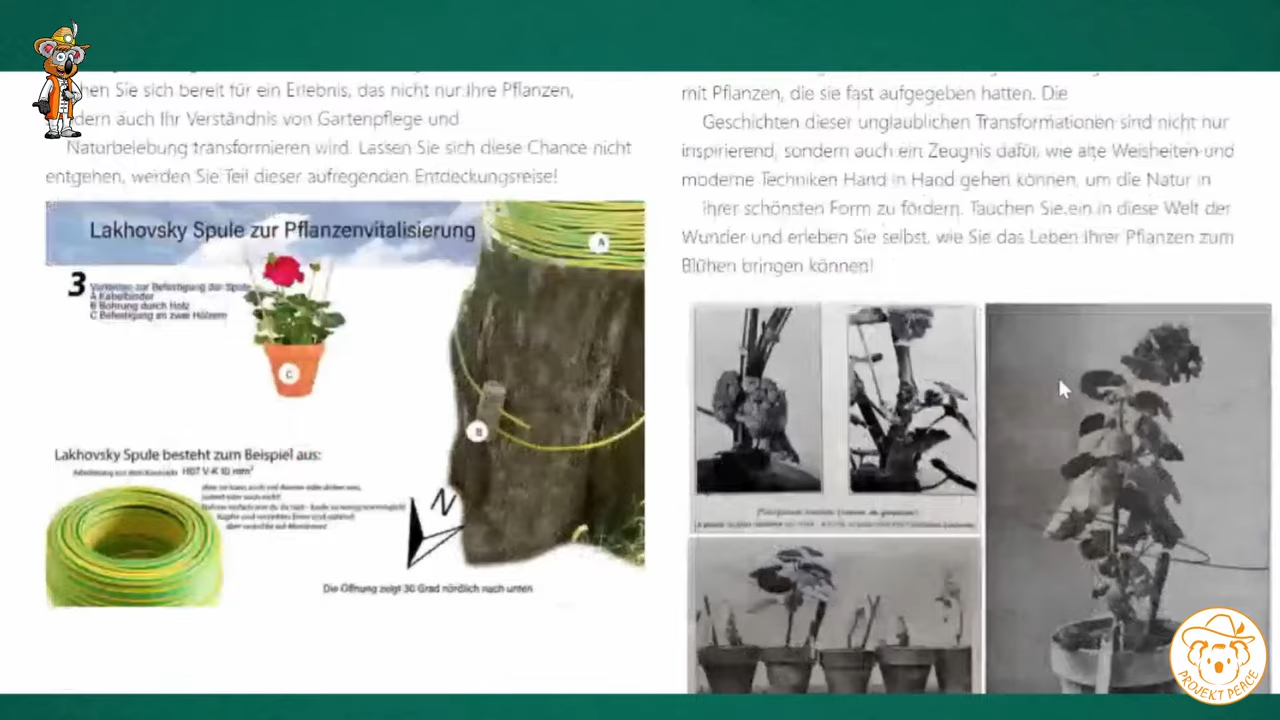 hen Sie sich bereit für ein Erlebnis, das nicht nur Ihre Pflanzen,
dern auch Ihr Verständnis von Gartenpflege und
Naturbelebung transformieren wird. Lassen Sie sich diese Chance nicht
entgehen, werden Sie Teil dieser aufregenden Entdeckungsreise!
Lakhovsky Spule zur Pflanzenvitalisierung
A
3 Varianten zur Befestigung der Spule
A Kabelbinder
B Bohrung durch Holz
C Befestigung an zwei Hölzern
C
B
Lakhovsky Spule besteht zum Beispiel aus:
H07 V-K 10 mm²
N
Die Öffnung zeigt 30 Grad nördlich nach unten
mit Pflanzen, die sie fast aufgegeben hatten. Die
Geschichten dieser unglaublichen Transformationen sind nicht nur
inspirierend, sondern auch ein Zeugnis dafür, wie alte Weisheiten und
moderne Techniken Hand in Hand gehen können, um die Natur in
ihrer schönsten Form zu fördern. Tauchen Sie ein in diese Welt der
Wunder und erleben Sie selbst, wie Sie das Leben Ihrer Pflanzen zum
Blühen bringen können!
PROJEKT PEACE